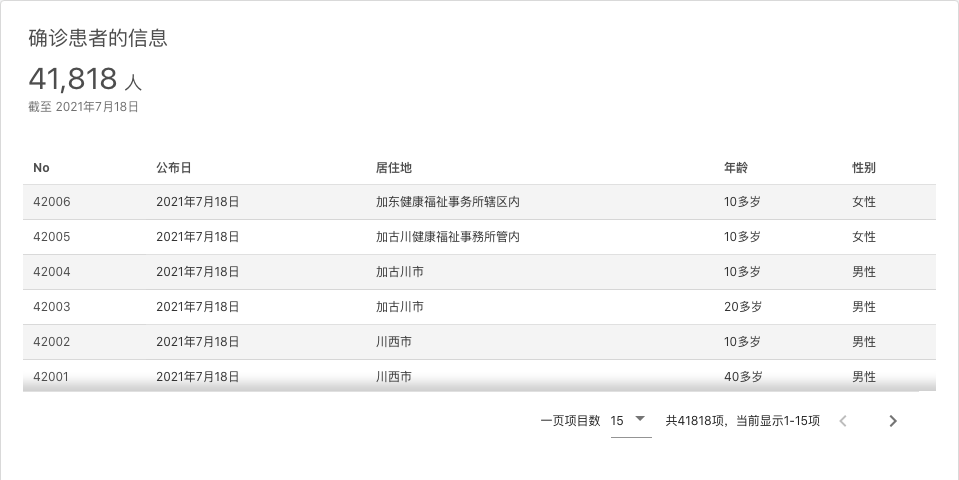 确诊患者的信息
41,818 人
截至 2021年7月18日
No 公布日 居住地 年龄 性别
42006 2021年7月18日 加东健康福祉事务所辖区内 10多岁 女性
42005 2021年7月18日 加古川健康福祉事務所管内 10多岁 女性
42004 2021年7月18日 加古川市 10多岁 男性
42003 2021年7月18日 加古川市 20多岁 男性
42002 2021年7月18日 川西市 10多岁 男性
42001 2021年7月18日 川西市 40多岁 男性
一页项目数 15 共41818项，当前显示1-15项